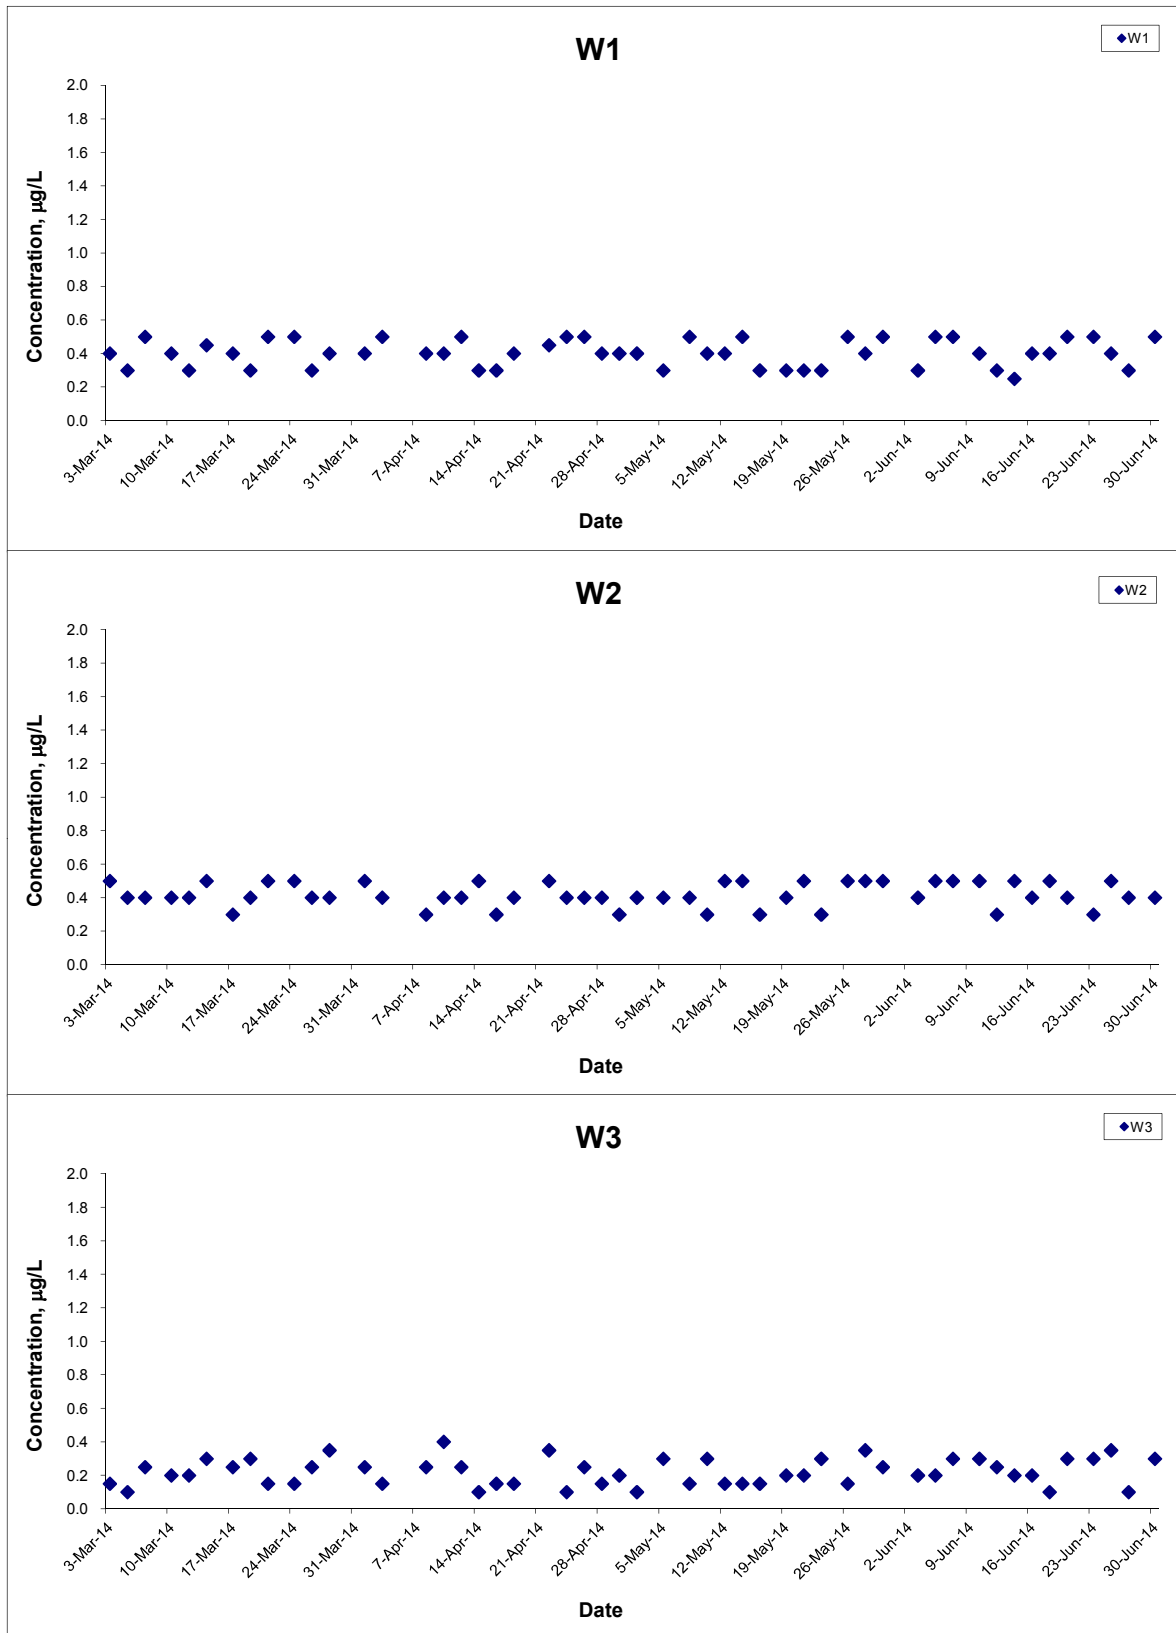 W1
W1
2.0
1.8
1.6
1.4
1.2
1.0
0.8
0.6
0.4
0.2
0.0
Concentration, µg/L
3-Mar-14
10-Mar-14
17-Mar-14
24-Mar-14
31-Mar-14
7-Apr-14
14-Apr-14
21-Apr-14
28-Apr-14
5-May-14
12-May-14
19-May-14
26-May-14
2-Jun-14
9-Jun-14
16-Jun-14
23-Jun-14
30-Jun-14
Date
W2
W2
2.0
1.8
1.6
1.4
1.2
1.0
0.8
0.6
0.4
0.2
0.0
Concentration, µg/L
3-Mar-14
10-Mar-14
17-Mar-14
24-Mar-14
31-Mar-14
7-Apr-14
14-Apr-14
21-Apr-14
28-Apr-14
5-May-14
12-May-14
19-May-14
26-May-14
2-Jun-14
9-Jun-14
16-Jun-14
23-Jun-14
30-Jun-14
Date
W3
W3
2.0
1.8
1.6
1.4
1.2
1.0
0.8
0.6
0.4
0.2
0.0
Concentration, µg/L
3-Mar-14
10-Mar-14
17-Mar-14
24-Mar-14
31-Mar-14
7-Apr-14
14-Apr-14
21-Apr-14
28-Apr-14
5-May-14
12-May-14
19-May-14
26-May-14
2-Jun-14
9-Jun-14
16-Jun-14
23-Jun-14
30-Jun-14
Date